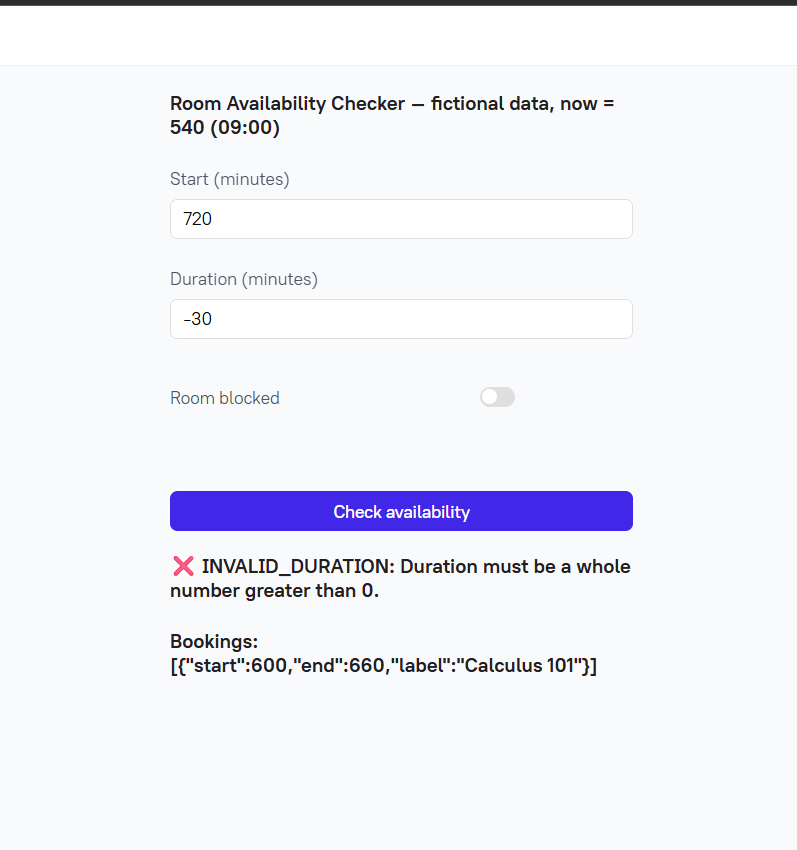 Room Availability Checker — fictional data, now =
540 (09:00)
Start (minutes)
720
Duration (minutes)
-30
Room blocked
Check availability
❌ INVALID_DURATION: Duration must be a whole
number greater than 0.
Bookings:
[{"start":600,"end":660,"label":"Calculus 101"}]